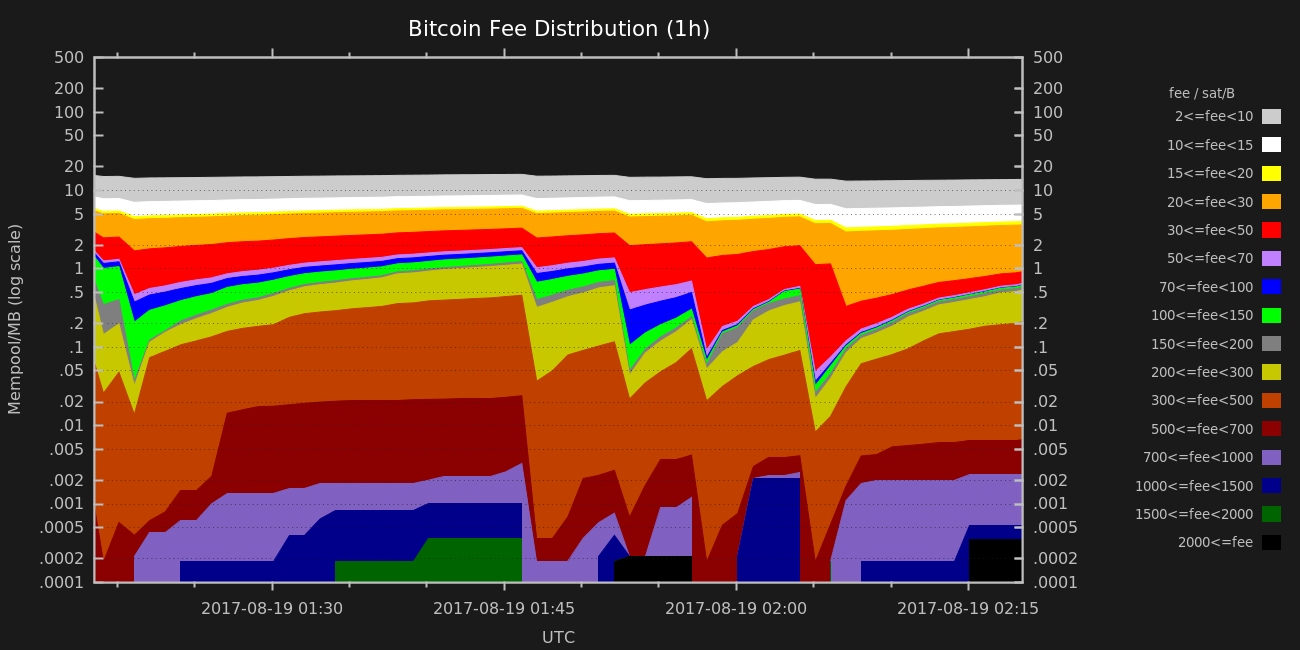 Bitcoin Fee Distribution (1h)
500 500
200 200
100 100
50 50
20 20
10 10
5 5
2 2
1 1
.5 .5
.2 .2
.1 .1
.05 .05
.02 .02
.01 .01
.005 .005
.002 .002
.001 .001
.0005 .0005
.0002 .0002
.0001 .0001
Mempool/MB (log scale)
2017-08-19 01:30 2017-08-19 01:45 2017-08-19 02:00 2017-08-19 02:15
UTC
fee / sat/B
2<=fee<10
10<=fee<15
15<=fee<20
20<=fee<30
30<=fee<50
50<=fee<70
70<=fee<100
100<=fee<150
150<=fee<200
200<=fee<300
300<=fee<500
500<=fee<700
700<=fee<1000
1000<=fee<1500
1500<=fee<2000
2000<=fee